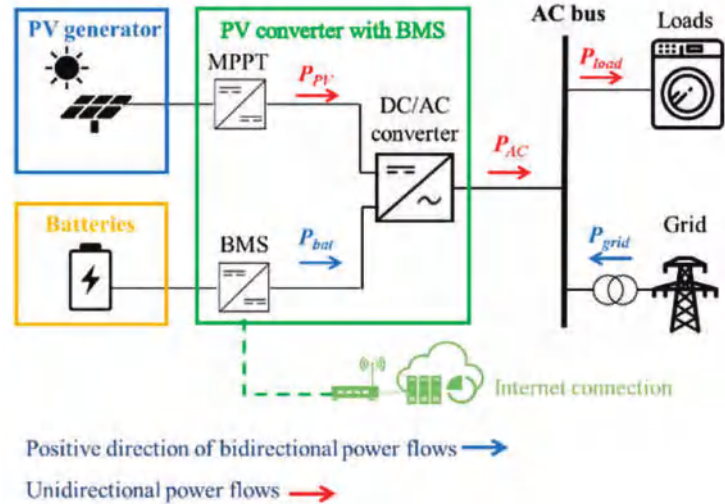 PV generator
PV converter with BMS
AC bus
Loads
MPPT
P_PV
P_load
DC/AC
converter
P_AC
Batteries
BMS
P_bat
P_grid
Grid
Internet connection
Positive direction of bidirectional power flows
Unidirectional power flows